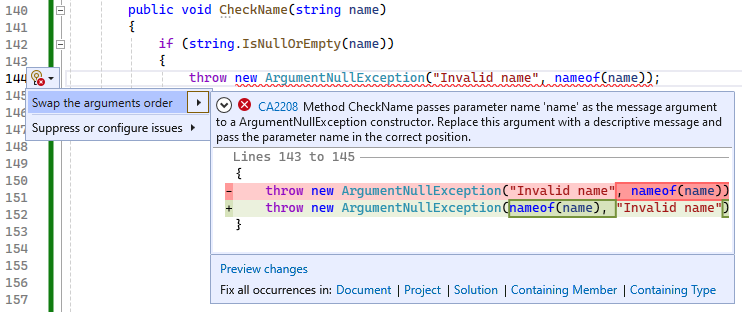 140 public void CheckName(string name)
141 {
142 if (string.IsNullOrEmpty(name))
143 {
144 throw new ArgumentNullException("Invalid name", nameof(name));
145
Swap the arguments order
146
Suppress or configure issues
147
CA2208 Method CheckName passes parameter name 'name' as the message argument
to a ArgumentNullException constructor. Replace this argument with a descriptive message and
pass the parameter name in the correct position.
148
149
Lines 143 to 145
{
150
- throw new ArgumentNullException("Invalid name", nameof(name))
151
+ throw new ArgumentNullException(nameof(name), "Invalid name")
152
}
153
154
155
Preview changes
156
Fix all occurrences in: Document | Project | Solution | Containing Member | Containing Type
157